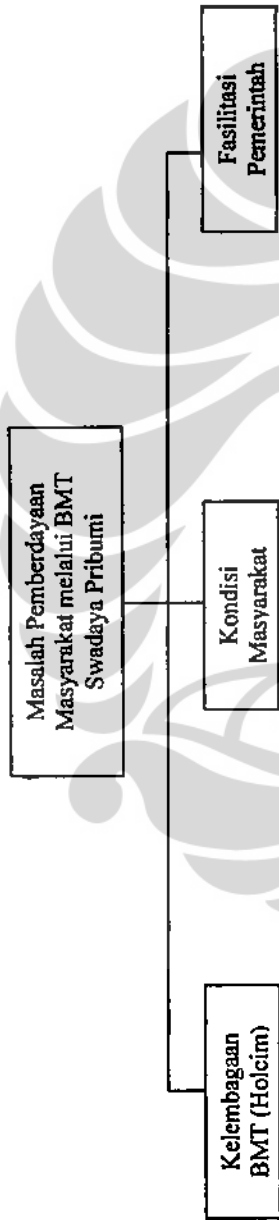 Masalah Pemberdayaan
Masyarakat melalui BMT
Swadaya Pribumi
Kelembagaan
BMT (Holcim)
Kondisi
Masyarakat
Fasilitasi
Pemerintah